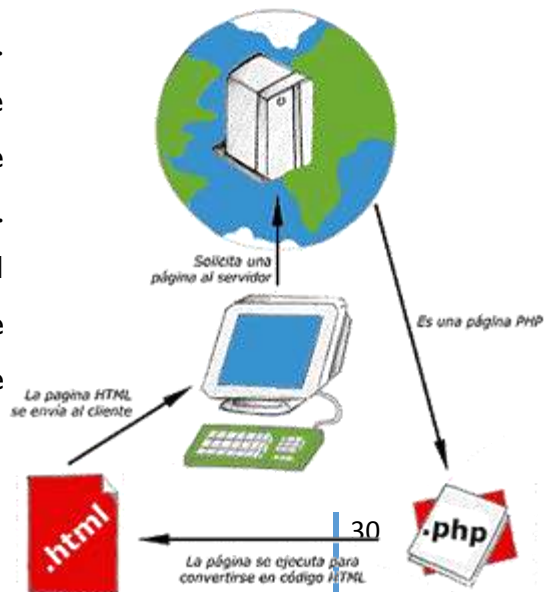 .
e
e
.
l
e
e
Solicita una
página al servidor
Es una página PHP
La pagina HTML
se envía al cliente
.html
.php
30
La página se ejecuta para
convertirse en código HTML